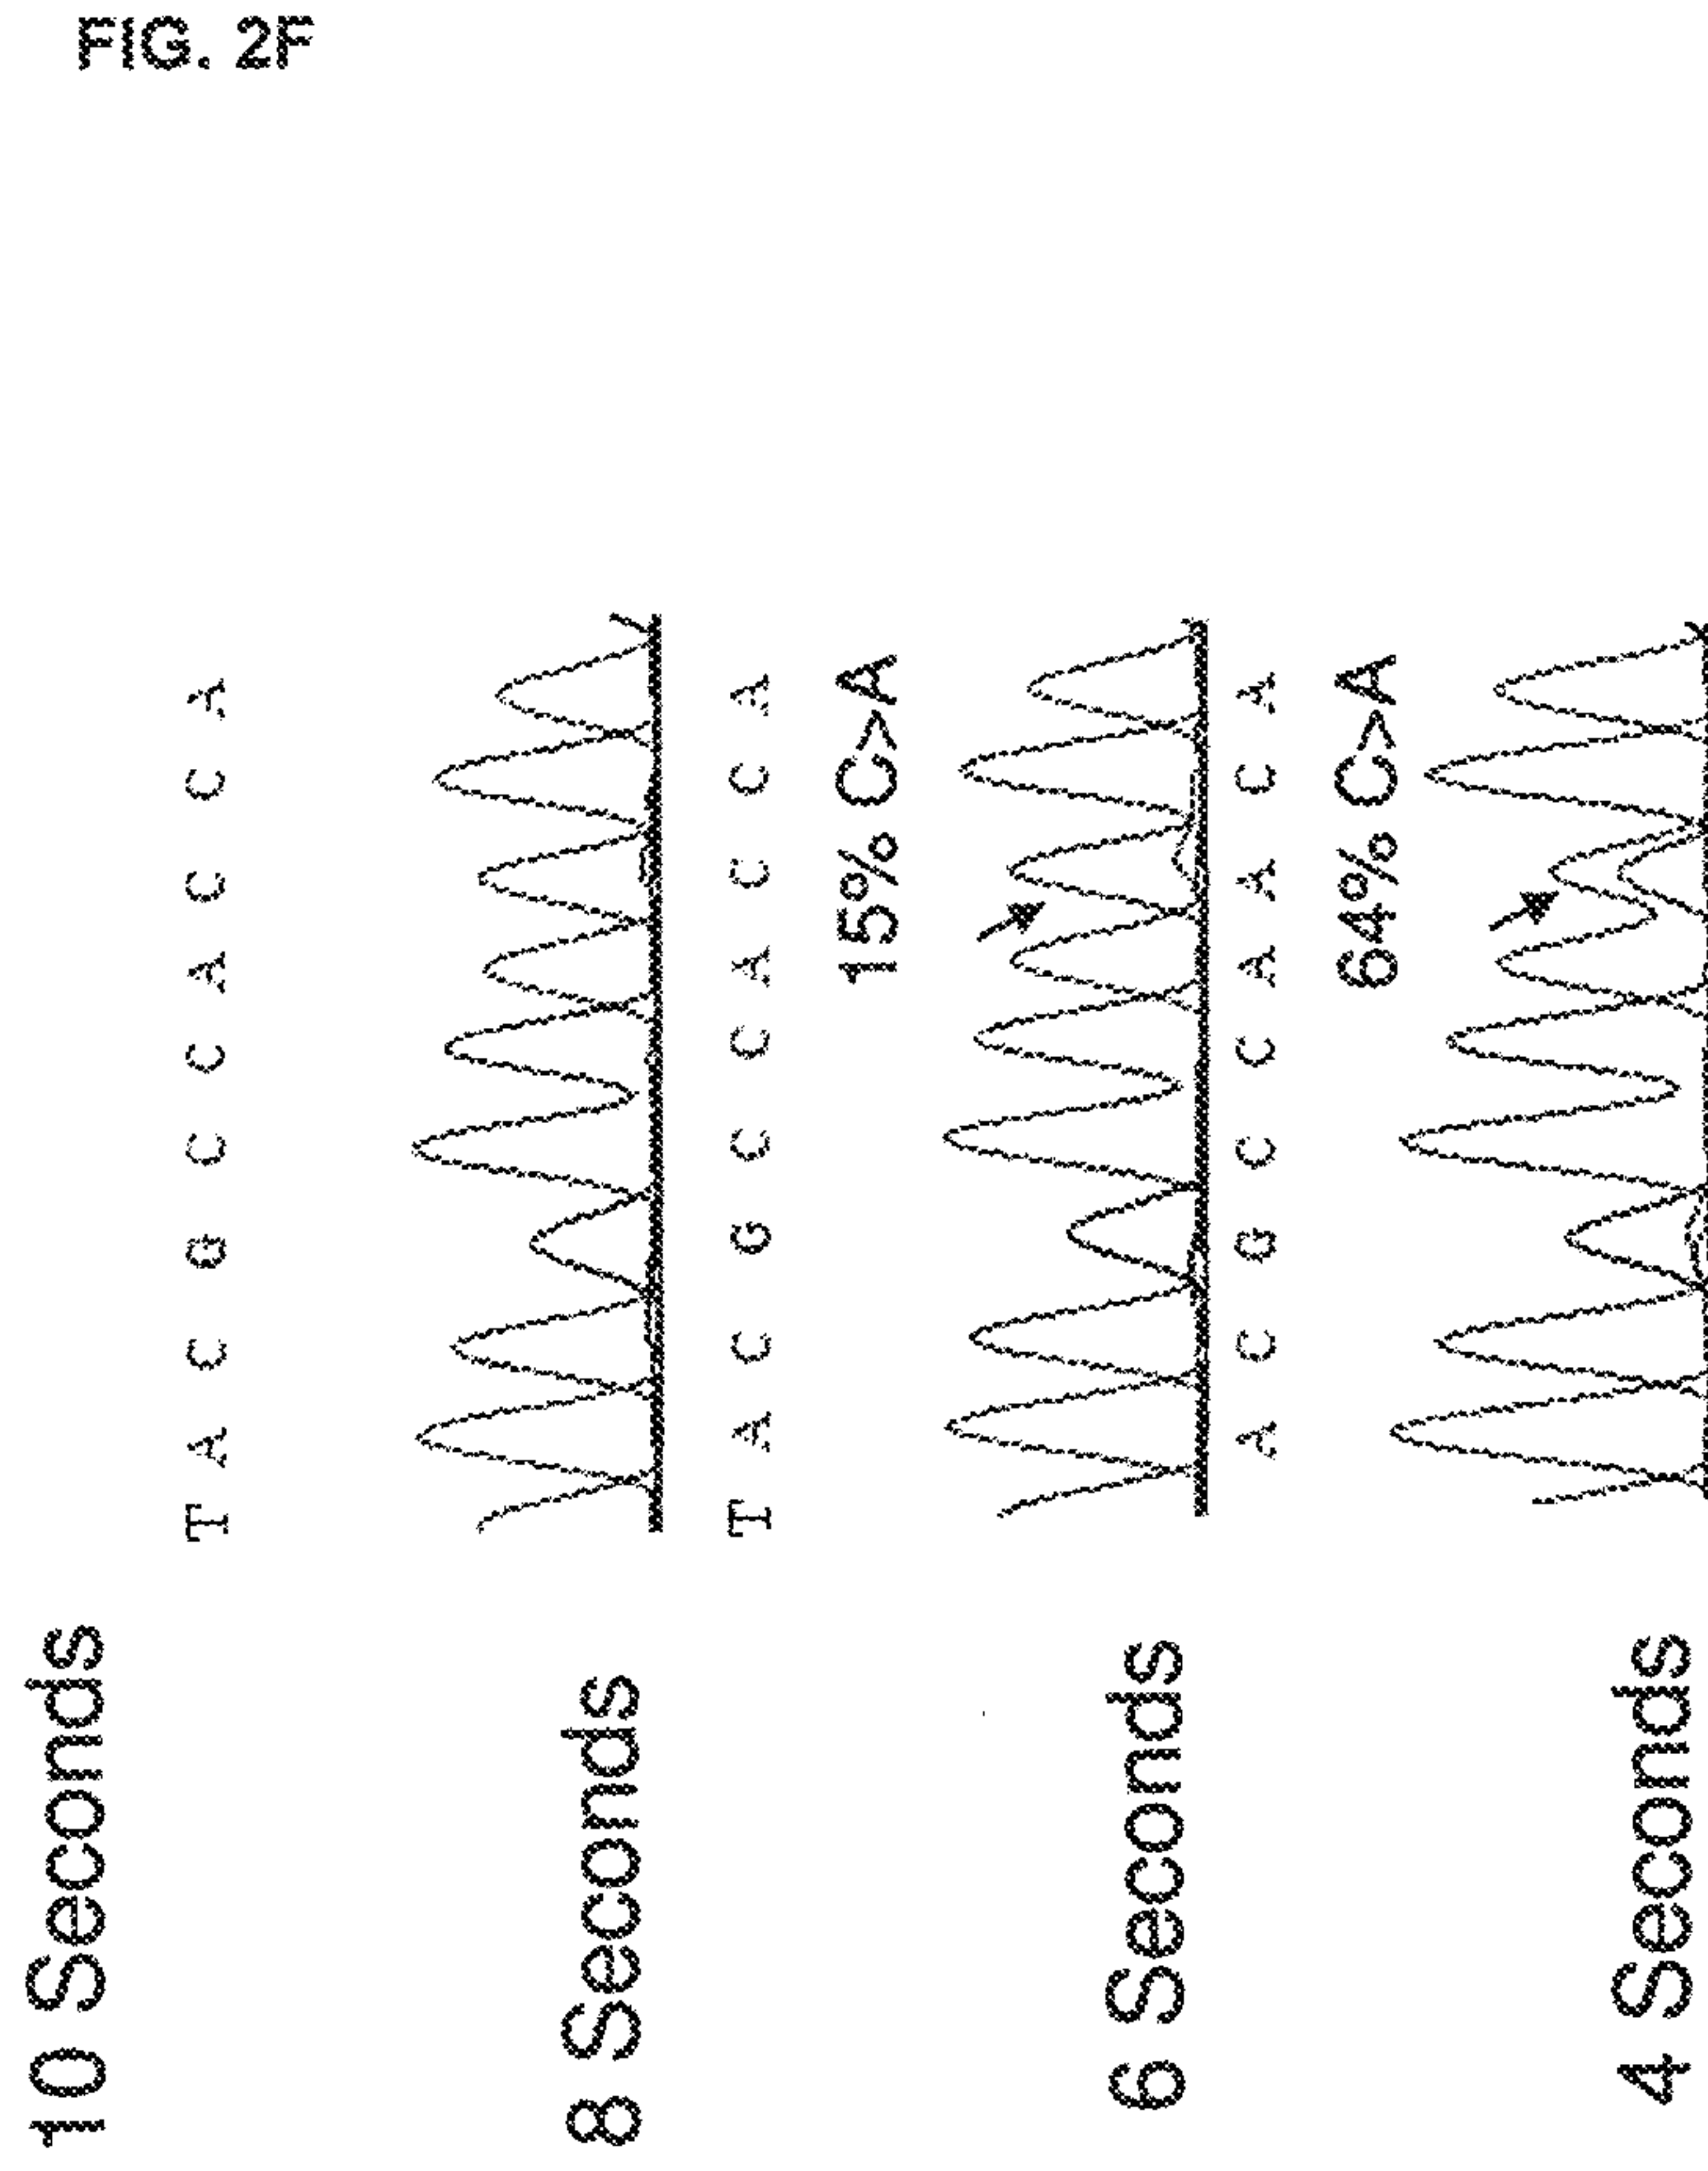 FIG. 2F
10 Seconds
T A C G C C A C C A
8 Seconds
T A C G C C A C C A
15% C>A
6 Seconds
A C G C C A A C A
64% C>A
4 Seconds